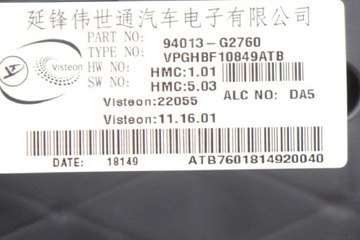 延锋伟世通汽车电子有限公司
PART NO: 94013-G2760
TYPE NO: VPGHBF10849ATB
HW NO: HMC:1.01
SW NO: HMC:5.03
ALC NO: DA5
Visteon
Visteon:22055
Visteon:11.16.01
DATE: 18149
ATB7601814920040